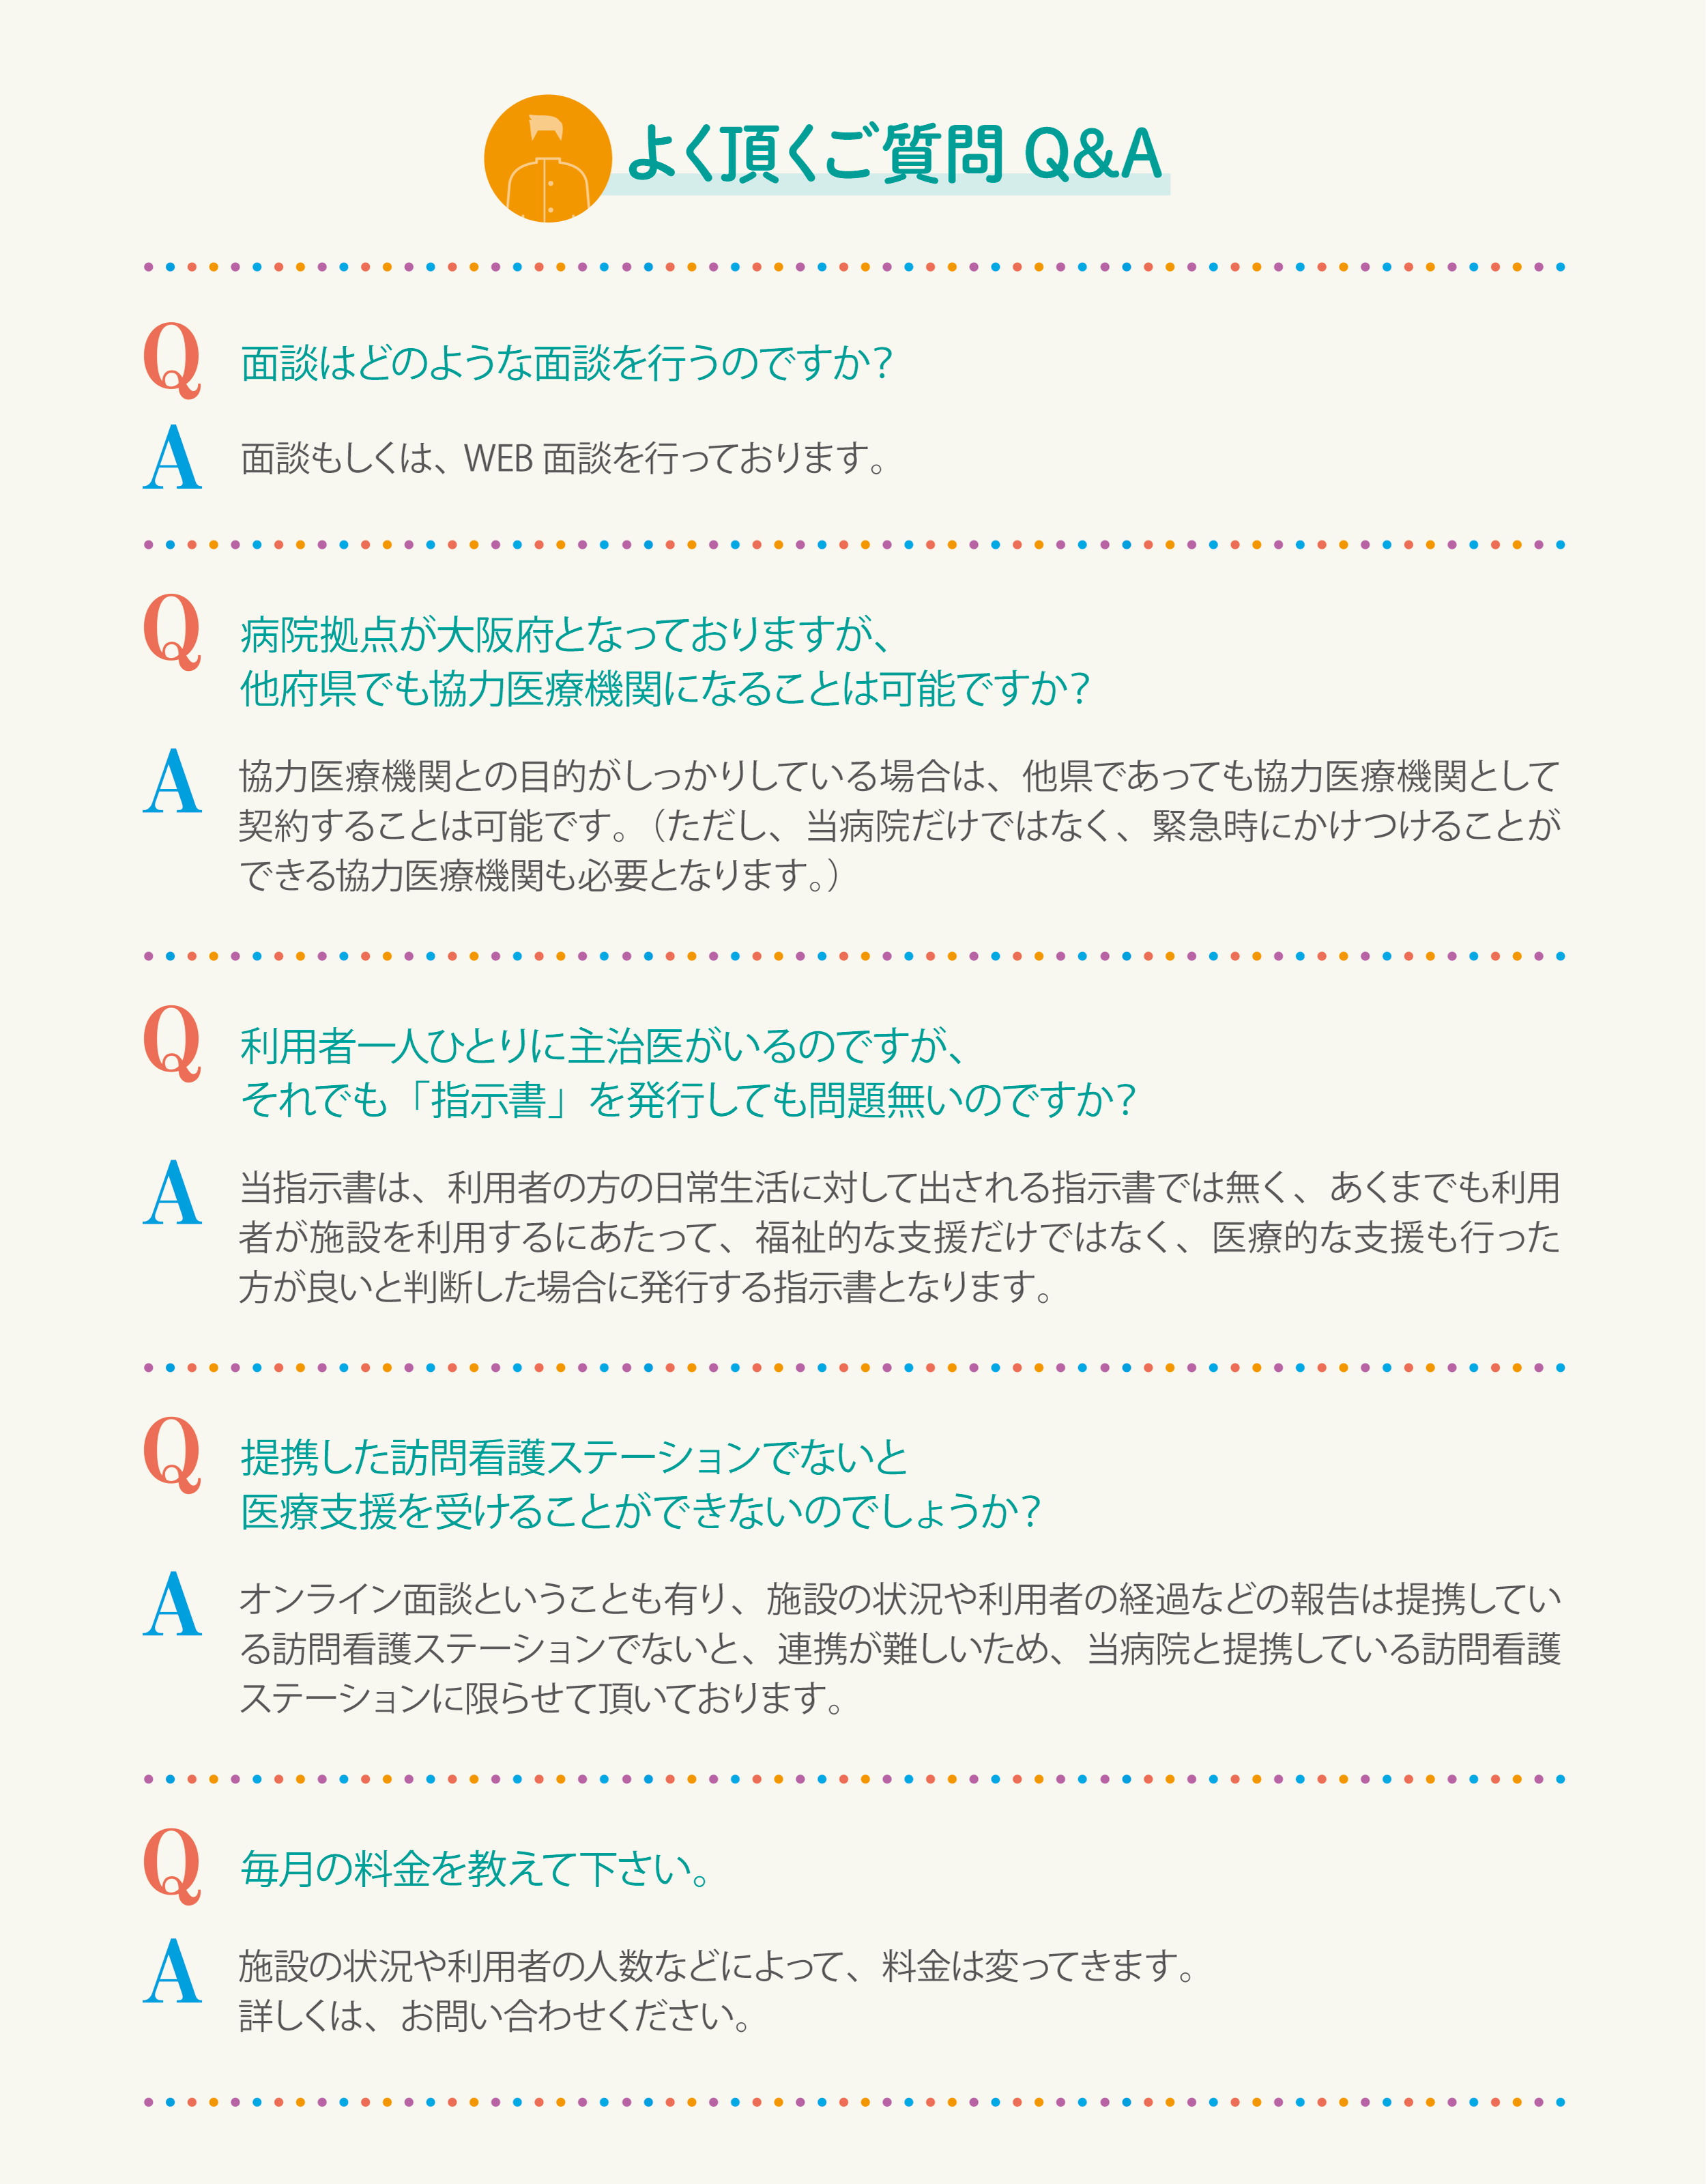 よく頂くご質問 Q&A
Q 面談はどのような面談を行うのですか？
A 面談もしくは、WEB 面談を行っております。
Q 病院拠点が大阪府となっておりますが、
他府県でも協力医療機関になることは可能ですか？
A 協力医療機関との目的がしっかりしている場合は、他県であっても協力医療機関として
契約することは可能です。（ただし、当病院だけではなく、緊急時にかけつけることが
できる協力医療機関も必要となります。）
Q 利用者一人ひとりに主治医がいるのですが、
それでも「指示書」を発行しても問題無いのですか？
A 当指示書は、利用者の方の日常生活に対して出される指示書では無く、あくまでも利用
者が施設を利用するにあたって、福祉的な支援だけではなく、医療的な支援も行った
方が良いと判断した場合に発行する指示書となります。
Q 提携した訪問看護ステーションでないと
医療支援を受けることができないのでしょうか？
A オンライン面談ということも有り、施設の状況や利用者の経過などの報告は提携してい
る訪問看護ステーションでないと、連携が難しいため、当病院と提携している訪問看護
ステーションに限らせて頂いております。
Q 毎月の料金を教えて下さい。
A 施設の状況や利用者の人数などによって、料金は変ってきます。
詳しくは、お問い合わせください。